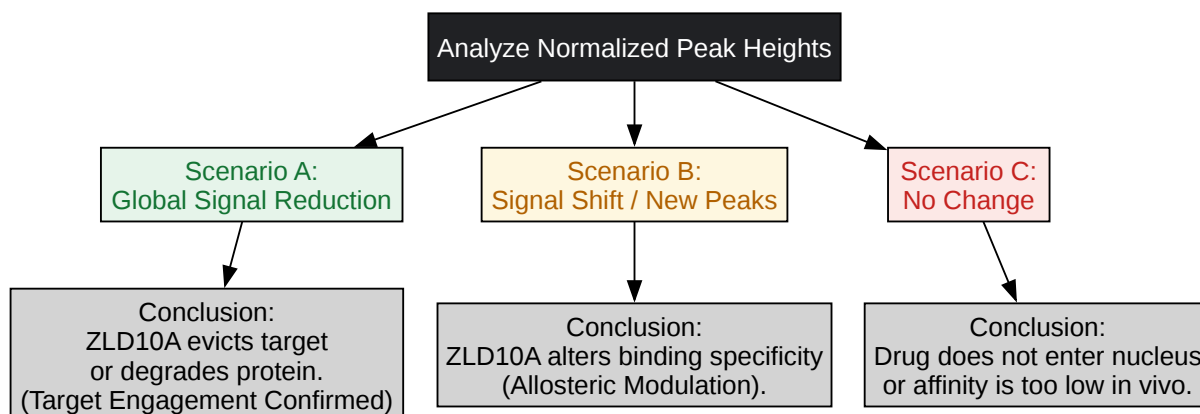 Analyze Normalized Peak Heights
Scenario A:
Global Signal Reduction
Scenario B:
Signal Shift / New Peaks
Scenario C:
No Change
Conclusion:
ZLD10A evicts target
or degrades protein.
(Target Engagement Confirmed)
Conclusion:
ZLD10A alters binding specificity
(Allosteric Modulation).
Conclusion:
Drug does not enter nucleus
or affinity is too low in vivo.